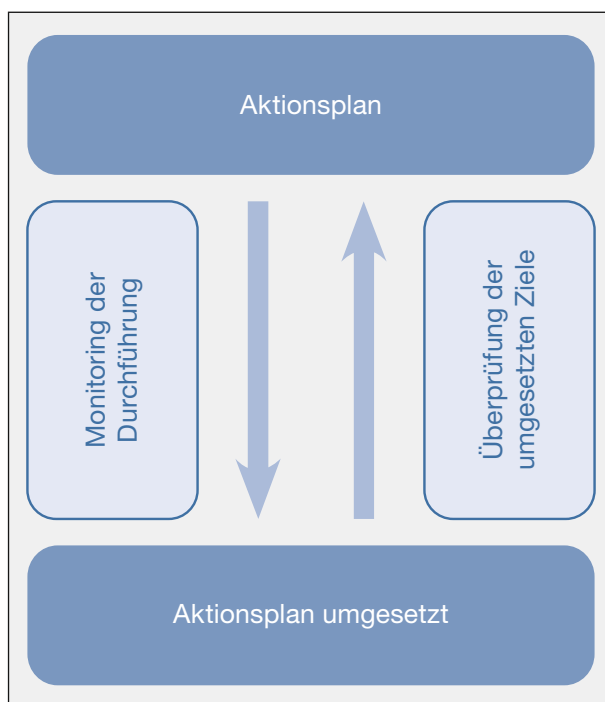 Aktionsplan
Monitoring der
Durchführung
Überprüfung der
umgesetzten Ziele
Aktionsplan umgesetzt